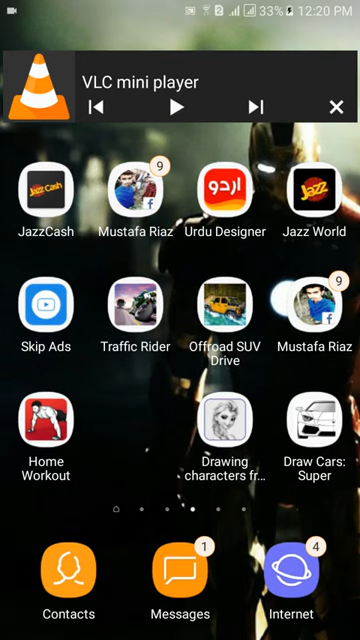 33% 12:20 PM
VLC mini player
Jazz Cash
9
اردو
Jazz
JazzCash
Mustafa Riaz
Urdu Designer
Jazz World
9
Skip Ads
Traffic Rider
Offroad SUV
Drive
Mustafa Riaz
Home
Workout
Drawing
characters fr...
Draw Cars:
Super
1
4
Contacts
Messages
Internet